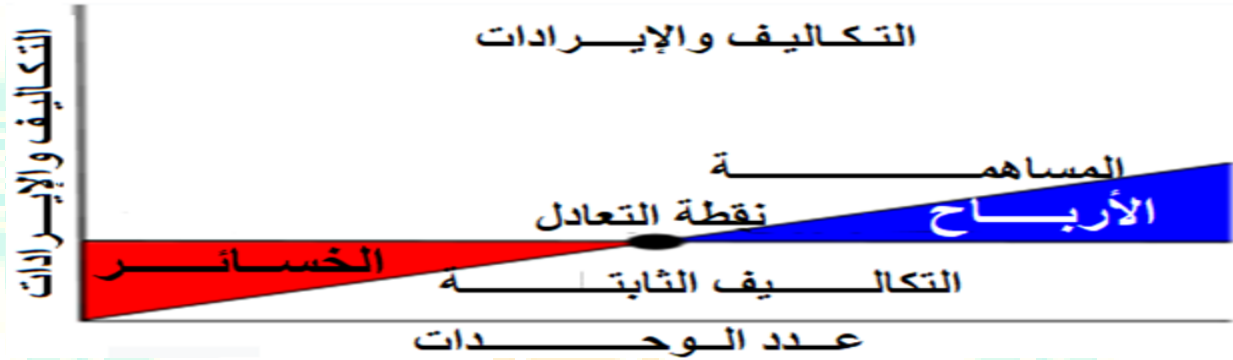 التكاليف والإيرادات
التكاليف والإيرادات
المساهمة
الأرباح
نقطة التعادل
الخسائر
التكاليف الثابتة
عدد الوحدات